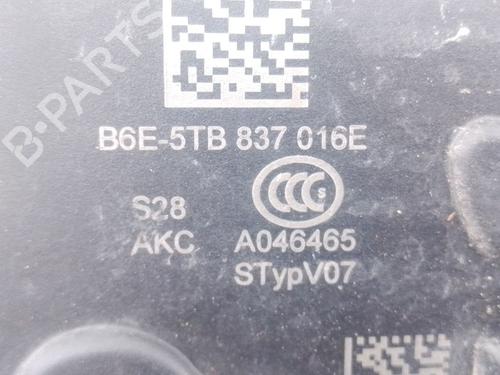 B-PARTS
B6E-5TB 837 016E
S28
CCC S
AKC A046465
STypV07